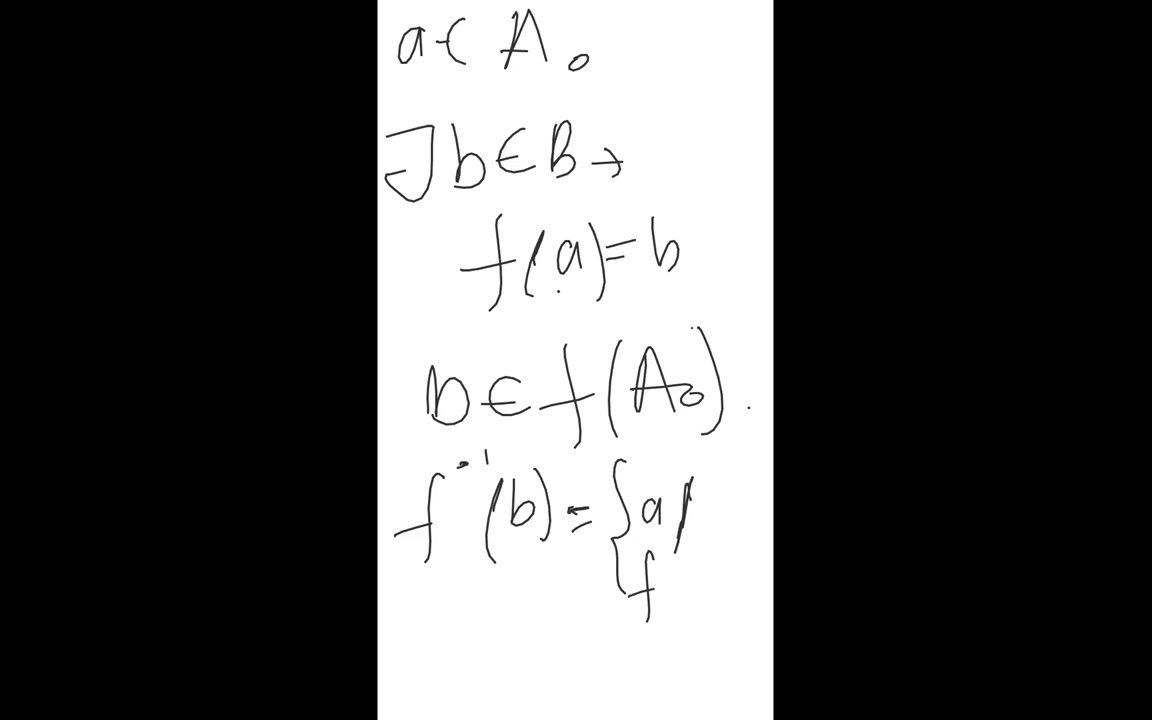 a ∈ A₀
∃ b ∈ B →
f(a) = b
b ∈ f(A₀).
f⁻¹(b) = { a |
f